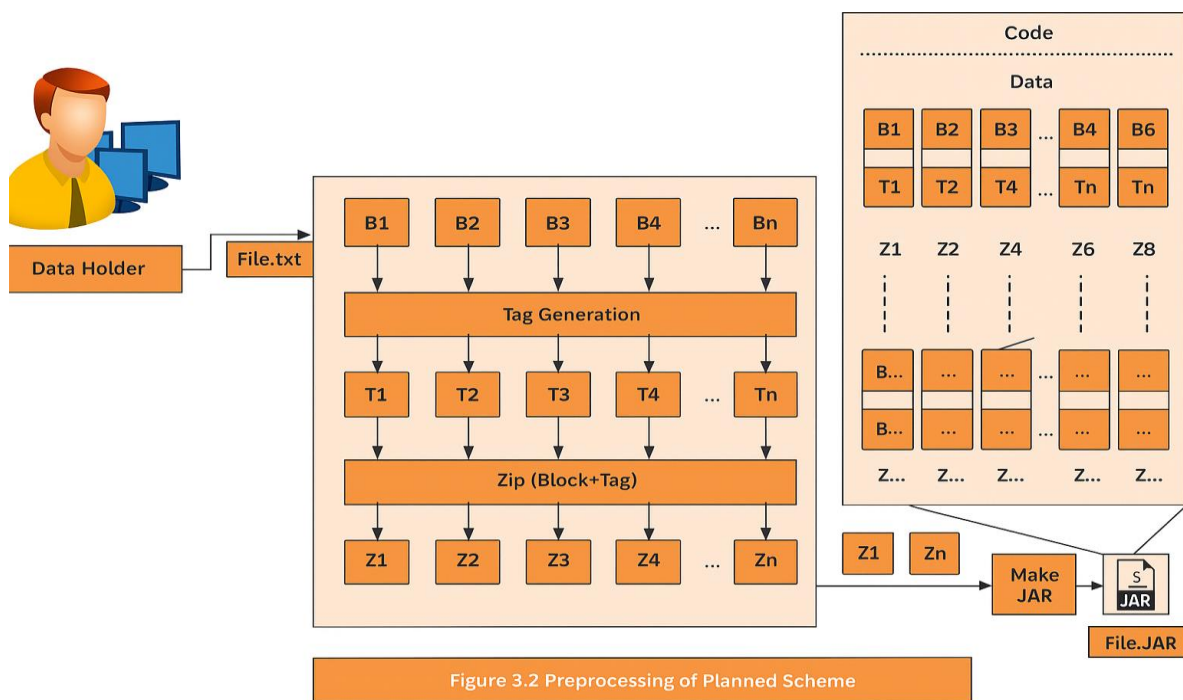 Code
Data
B1 B2 B3 ... B4 B6
T1 T2 T4 ... Tn Tn
Z1 Z2 Z4 Z6 Z8
B... ... ... ... ... ...
B... ... ... ... ... ...
Z... Z... Z... Z... Z...
Data Holder
File.txt
B1 B2 B3 B4 ... Bn
Tag Generation
T1 T2 T3 T4 ... Tn
Zip (Block+Tag)
Z1 Z2 Z3 Z4 ... Zn
Z1 Zn
Make
JAR
S
JAR
File.JAR
Figure 3.2 Preprocessing of Planned Scheme